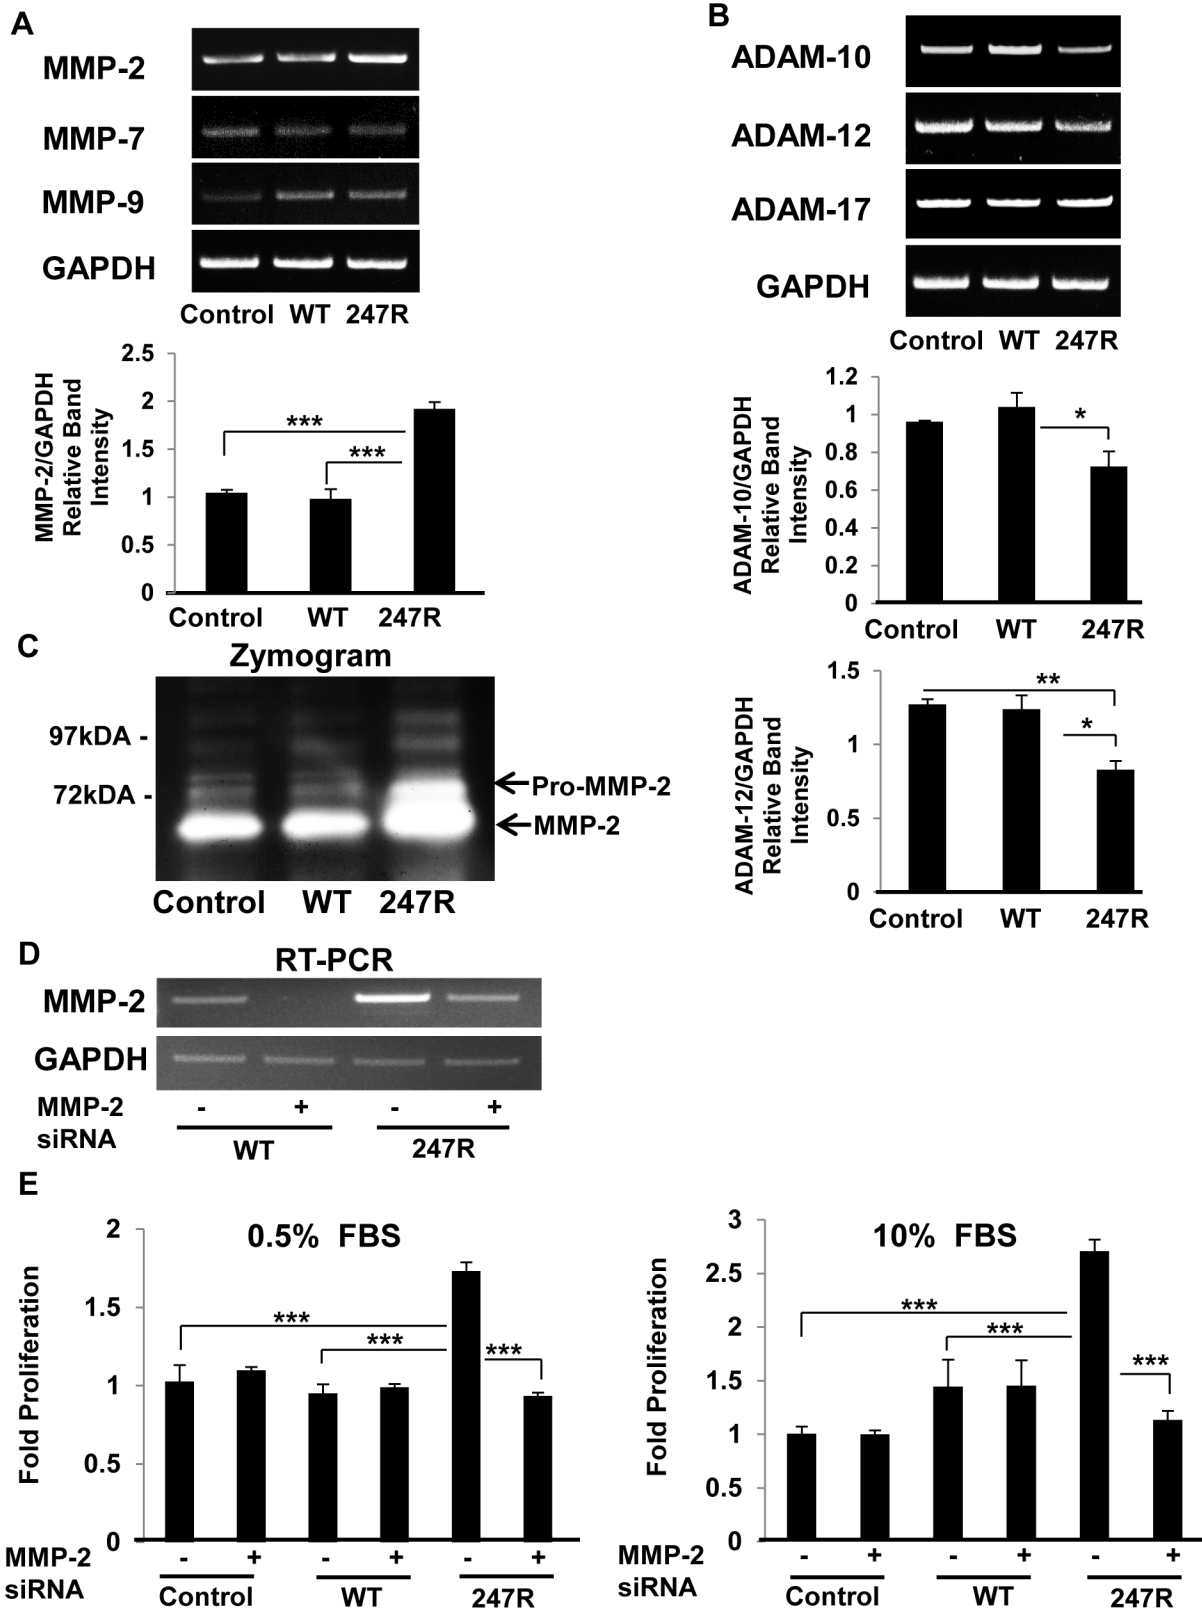 A
MMP-2
MMP-7
MMP-9
GAPDH
Control WT 247R
MMP-2/GAPDH
Relative Band
Intensity
2.5
2
1.5
1
0.5
0
***
***
Control WT 247R
B
ADAM-10
ADAM-12
ADAM-17
GAPDH
Control WT 247R
ADAM-10/GAPDH
Relative Band
Intensity
1.2
1
0.8
0.6
0.4
0.2
0
*
Control WT 247R
ADAM-12/GAPDH
Relative Band
Intensity
1.5
1
0.5
0
**
*
Control WT 247R
C
Zymogram
97kDA -
72kDA -
Pro-MMP-2
MMP-2
Control WT 247R
D
RT-PCR
MMP-2
GAPDH
MMP-2
siRNA
- + - +
WT 247R
E
0.5% FBS
Fold Proliferation
2
1.5
1
0.5
0
***
***
***
MMP-2
siRNA
- + - + - +
Control WT 247R
10% FBS
Fold Proliferation
3
2.5
2
1.5
1
0.5
0
***
***
***
MMP-2
siRNA
- + - + - +
Control WT 247R